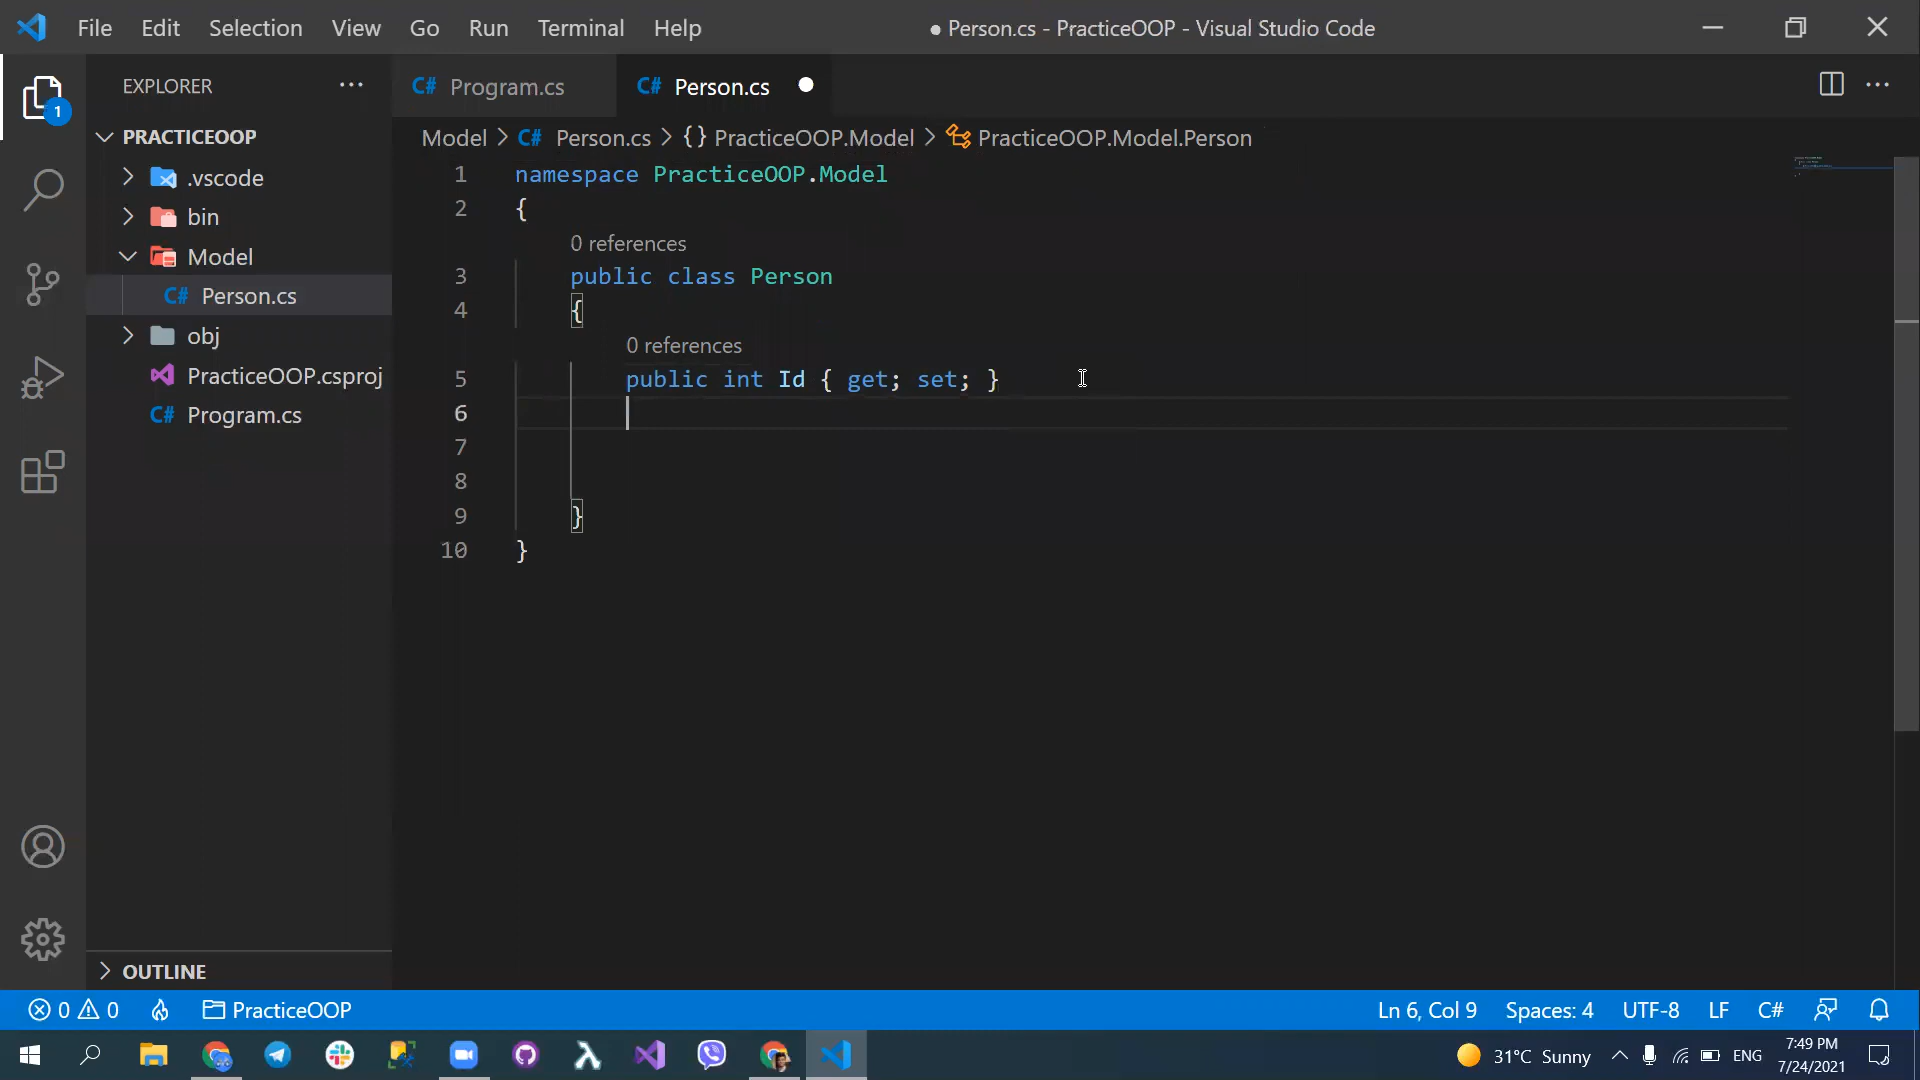 File Edit Selection View Go Run Terminal Help
● Person.cs - PracticeOOP - Visual Studio Code
EXPLORER
C# Program.cs
C# Person.cs
1
PRACTICEOOP
.vscode
bin
Model
C# Person.cs
obj
PracticeOOP.csproj
C# Program.cs
OUTLINE
Model > C# Person.cs > {} PracticeOOP.Model > PracticeOOP.Model.Person
1 namespace PracticeOOP.Model
2 {
0 references
3 public class Person
4 {
0 references
5 public int Id { get; set; }
6
7
8
9 }
10 }
0 0 PracticeOOP
Ln 6, Col 9 Spaces: 4 UTF-8 LF C#
31°C Sunny ENG 7:49 PM
7/24/2021